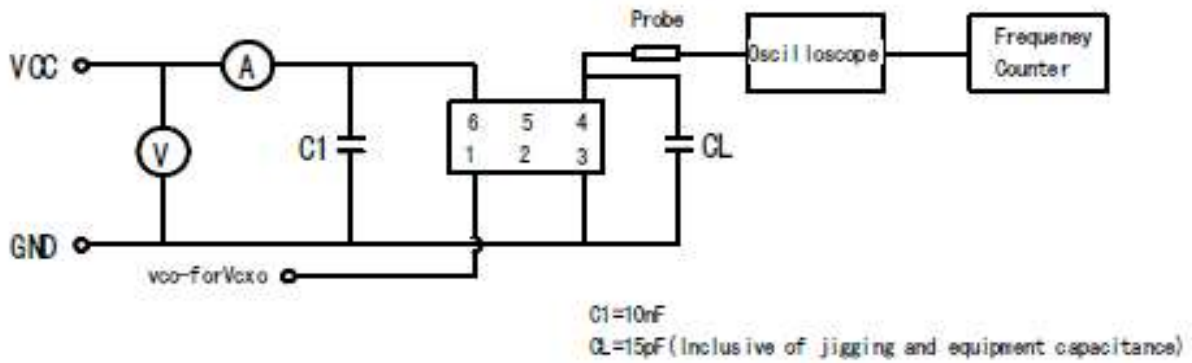 Probe
VCC
A
Oscilloscope
Frequeney
Counter
V
C1
6 5 4
1 2 3
CL
GND
vco-forVcxo
C1=10nF
CL=15pF(Inclusive of jigging and equipment capacitance)